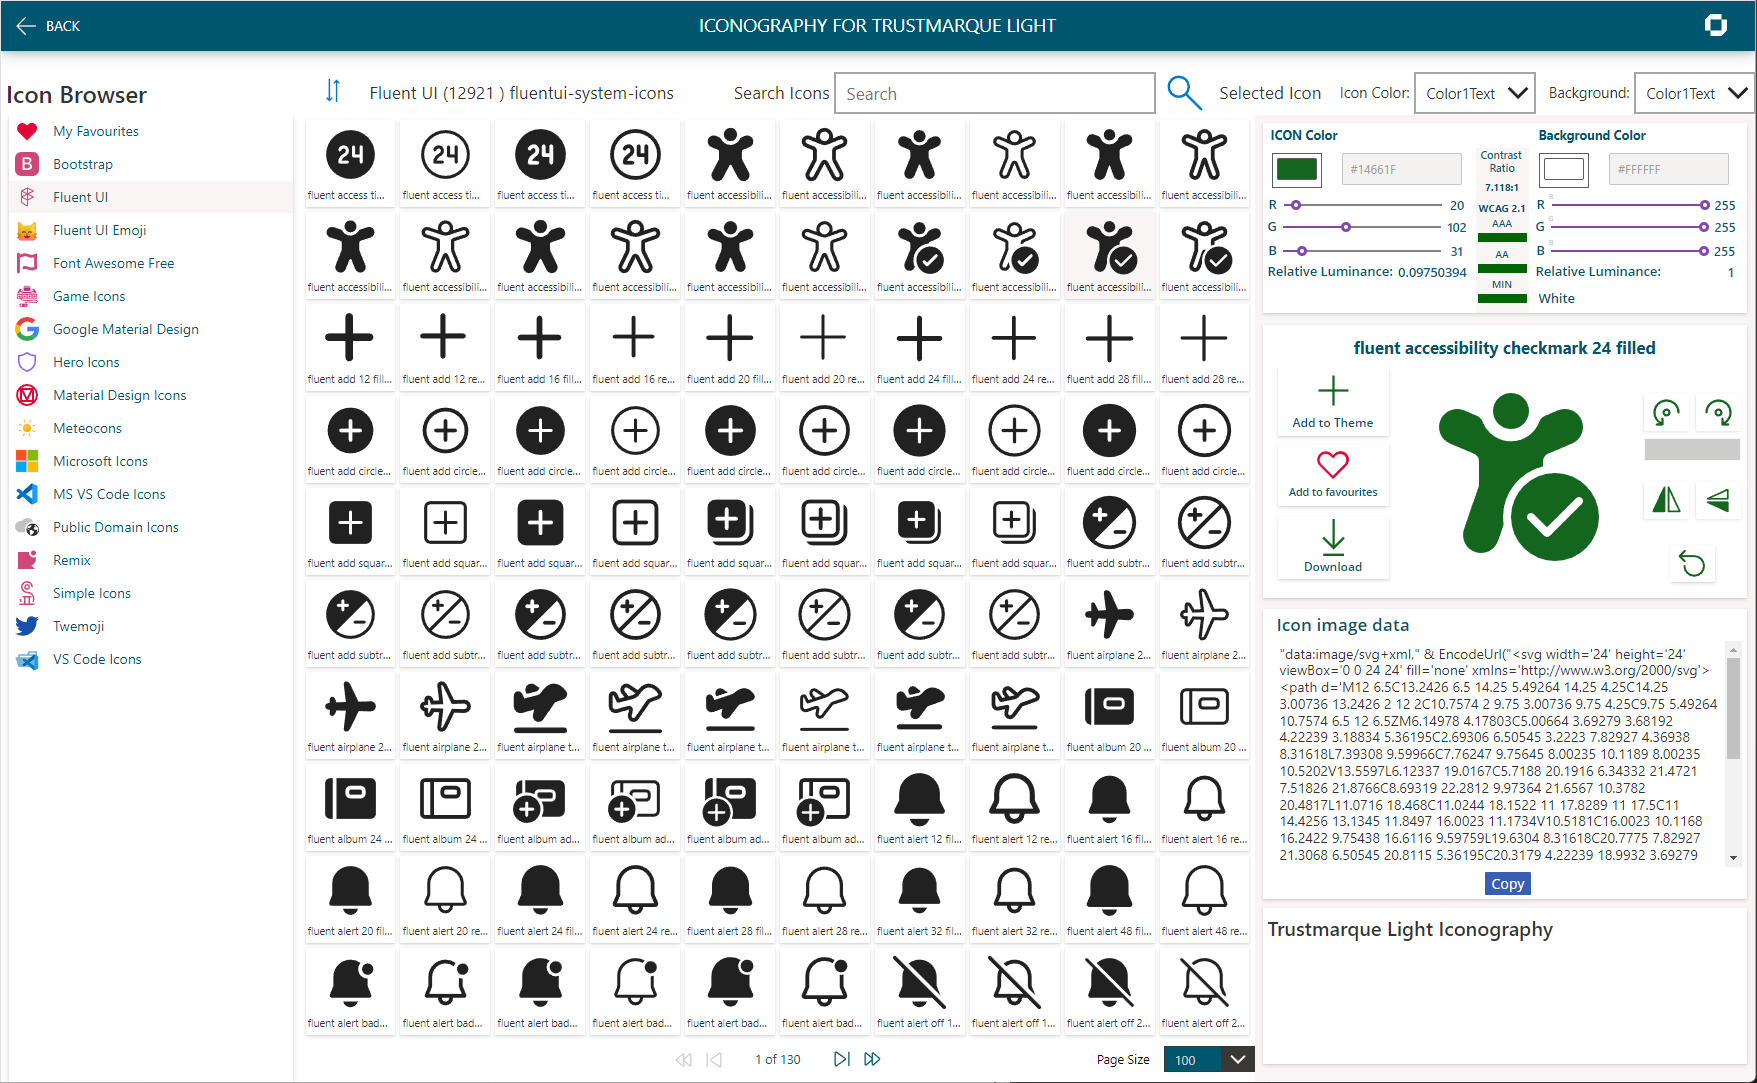 BACK
ICONOGRAPHY FOR TRUSTMARQUE LIGHT
Icon Browser
My Favourites
Bootstrap
Fluent UI
Fluent UI Emoji
Font Awesome Free
Game Icons
Google Material Design
Hero Icons
Material Design Icons
Meteocons
Microsoft Icons
MS VS Code Icons
Public Domain Icons
Remix
Simple Icons
Twemoji
VS Code Icons
Fluent UI (12921 ) fluentui-system-icons
Search Icons
Search
Selected Icon
Icon Color:
Color1Text
Background:
Color1Text
24 24 24 24
fluent access ti... fluent access ti... fluent access ti... fluent access ti... fluent accessibili... fluent accessibili... fluent accessibili... fluent accessibili... fluent accessibili... fluent accessibili...
fluent accessibili... fluent accessibili... fluent accessibili... fluent accessibili... fluent accessibili... fluent accessibili... fluent accessibili... fluent accessibili... fluent accessibili... fluent accessibili...
fluent add 12 fill... fluent add 12 re... fluent add 16 fill... fluent add 16 re... fluent add 20 fill... fluent add 20 re... fluent add 24 fill... fluent add 24 re... fluent add 28 fill... fluent add 28 re...
fluent add circle... fluent add circle... fluent add circle... fluent add circle... fluent add circle... fluent add circle... fluent add circle... fluent add circle... fluent add circle... fluent add circle...
fluent add squar... fluent add squar... fluent add squar... fluent add squar... fluent add squar... fluent add squar... fluent add squar... fluent add squar... fluent add subtr... fluent add subtr...
fluent add subtr... fluent add subtr... fluent add subtr... fluent add subtr... fluent add subtr... fluent add subtr... fluent add subtr... fluent add subtr... fluent airplane 2... fluent airplane 2...
fluent airplane 2... fluent airplane 2... fluent airplane t... fluent airplane t... fluent airplane t... fluent airplane t... fluent airplane t... fluent airplane t... fluent album 20 ... fluent album 20 ...
fluent album 24 ... fluent album 24 ... fluent album ad... fluent album ad... fluent album ad... fluent album ad... fluent alert 12 fil... fluent alert 12 re... fluent alert 16 fil... fluent alert 16 re...
fluent alert 20 fil... fluent alert 20 re... fluent alert 24 fil... fluent alert 24 re... fluent alert 28 fil... fluent alert 28 re... fluent alert 32 fil... fluent alert 32 re... fluent alert 48 fil... fluent alert 48 re...
fluent alert bad... fluent alert bad... fluent alert bad... fluent alert bad... fluent alert bad... fluent alert bad... fluent alert off 1... fluent alert off 1... fluent alert off 2... fluent alert off 2...
1 of 130
Page Size
100
ICON Color
#14661F
R 20
G 102
B 31
Relative Luminance: 0.09750394
Contrast
Ratio
7.118:1
WCAG 2.1
AAA
AA
MIN
Background Color
#FFFFFF
R
R 255
G
G 255
B
B 255
Relative Luminance: 1
White
fluent accessibility checkmark 24 filled
Add to Theme
Add to favourites
Download
Icon image data
"data:image/svg+xml," & EncodeUrl("<svg width='24' height='24'
viewBox='0 0 24 24' fill='none' xmlns='http://www.w3.org/2000/svg'>
<path d='M12 6.5C13.2426 6.5 14.25 5.49264 14.25 4.25C14.25
3.00736 13.2426 2 12 2C10.7574 2 9.75 3.00736 9.75 4.25C9.75 5.49264
10.7574 6.5 12 6.5ZM6.14978 4.17803C5.00664 3.69279 3.68192
4.22239 3.18834 5.36195C2.69306 6.50545 3.2223 7.82927 4.36938
8.31618L7.39308 9.59966C7.76247 9.75645 8.00235 10.1189 8.00235
10.5202V13.5597L6.12337 19.0167C5.7188 20.1916 6.34332 21.4721
7.51826 21.8766C8.69319 22.2812 9.97364 21.6567 10.3782
20.4817L11.0716 18.468C11.0244 18.1522 11 17.8289 11 17.5C11
14.4256 13.1345 11.8497 16.0023 11.1734V10.5181C16.0023 10.1168
16.2422 9.75438 16.6116 9.59759L19.6304 8.31618C20.7775 7.82927
21.3068 6.50545 20.8115 5.36195C20.3179 4.22239 18.9932 3.69279
Copy
Trustmarque Light Iconography